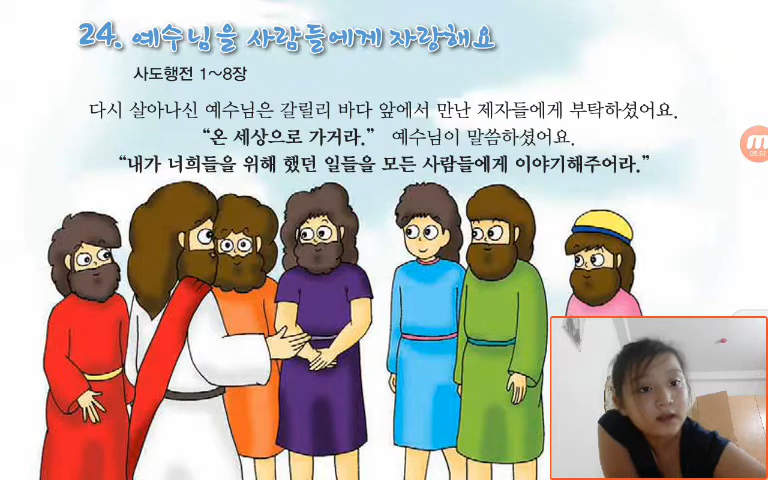 24. 예수님을 사람들에게 자랑해요
사도행전 1~8장
다시 살아나신 예수님은 갈릴리 바다 앞에서 만난 제자들에게 부탁하셨어요.
“온 세상으로 가거라.” 예수님이 말씀하셨어요.
“내가 너희들을 위해 했던 일들을 모든 사람들에게 이야기해주어라.”